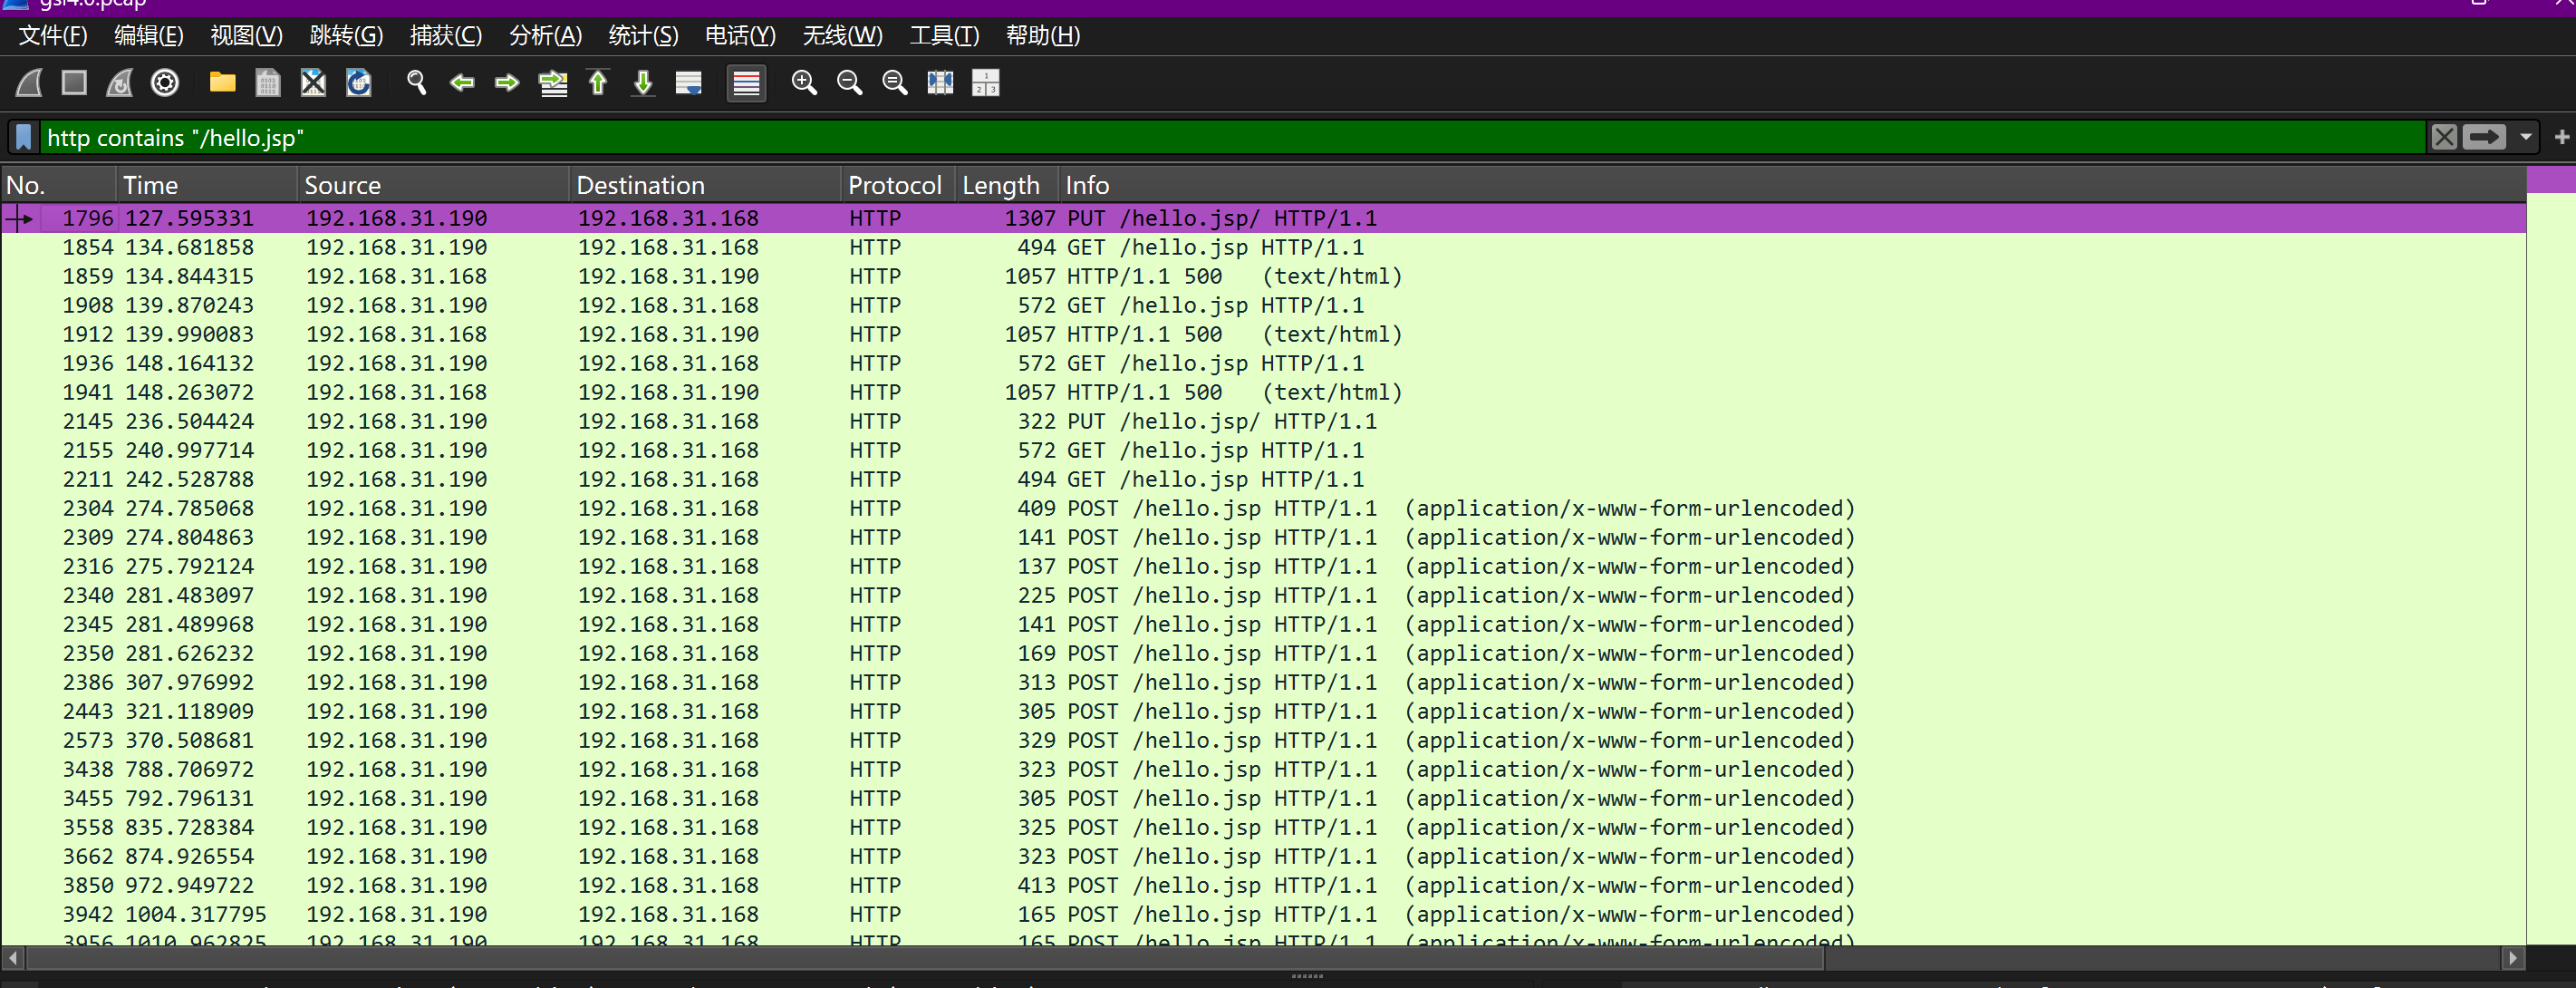 gsl4.0.pcap
文件(F) 编辑(E) 视图(V) 跳转(G) 捕获(C) 分析(A) 统计(S) 电话(Y) 无线(W) 工具(T) 帮助(H)
http contains "/hello.jsp"
No. Time Source Destination Protocol Length Info
1796 127.595331 192.168.31.190 192.168.31.168 HTTP 1307 PUT /hello.jsp/ HTTP/1.1
1854 134.681858 192.168.31.190 192.168.31.168 HTTP 494 GET /hello.jsp HTTP/1.1
1859 134.844315 192.168.31.168 192.168.31.190 HTTP 1057 HTTP/1.1 500 (text/html)
1908 139.870243 192.168.31.190 192.168.31.168 HTTP 572 GET /hello.jsp HTTP/1.1
1912 139.990083 192.168.31.168 192.168.31.190 HTTP 1057 HTTP/1.1 500 (text/html)
1936 148.164132 192.168.31.190 192.168.31.168 HTTP 572 GET /hello.jsp HTTP/1.1
1941 148.263072 192.168.31.168 192.168.31.190 HTTP 1057 HTTP/1.1 500 (text/html)
2145 236.504424 192.168.31.190 192.168.31.168 HTTP 322 PUT /hello.jsp/ HTTP/1.1
2155 240.997714 192.168.31.190 192.168.31.168 HTTP 572 GET /hello.jsp HTTP/1.1
2211 242.528788 192.168.31.190 192.168.31.168 HTTP 494 GET /hello.jsp HTTP/1.1
2304 274.785068 192.168.31.190 192.168.31.168 HTTP 409 POST /hello.jsp HTTP/1.1 (application/x-www-form-urlencoded)
2309 274.804863 192.168.31.190 192.168.31.168 HTTP 141 POST /hello.jsp HTTP/1.1 (application/x-www-form-urlencoded)
2316 275.792124 192.168.31.190 192.168.31.168 HTTP 137 POST /hello.jsp HTTP/1.1 (application/x-www-form-urlencoded)
2340 281.483097 192.168.31.190 192.168.31.168 HTTP 225 POST /hello.jsp HTTP/1.1 (application/x-www-form-urlencoded)
2345 281.489968 192.168.31.190 192.168.31.168 HTTP 141 POST /hello.jsp HTTP/1.1 (application/x-www-form-urlencoded)
2350 281.626232 192.168.31.190 192.168.31.168 HTTP 169 POST /hello.jsp HTTP/1.1 (application/x-www-form-urlencoded)
2386 307.976992 192.168.31.190 192.168.31.168 HTTP 313 POST /hello.jsp HTTP/1.1 (application/x-www-form-urlencoded)
2443 321.118909 192.168.31.190 192.168.31.168 HTTP 305 POST /hello.jsp HTTP/1.1 (application/x-www-form-urlencoded)
2573 370.508681 192.168.31.190 192.168.31.168 HTTP 329 POST /hello.jsp HTTP/1.1 (application/x-www-form-urlencoded)
3438 788.706972 192.168.31.190 192.168.31.168 HTTP 323 POST /hello.jsp HTTP/1.1 (application/x-www-form-urlencoded)
3455 792.796131 192.168.31.190 192.168.31.168 HTTP 305 POST /hello.jsp HTTP/1.1 (application/x-www-form-urlencoded)
3558 835.728384 192.168.31.190 192.168.31.168 HTTP 325 POST /hello.jsp HTTP/1.1 (application/x-www-form-urlencoded)
3662 874.926554 192.168.31.190 192.168.31.168 HTTP 323 POST /hello.jsp HTTP/1.1 (application/x-www-form-urlencoded)
3850 972.949722 192.168.31.190 192.168.31.168 HTTP 413 POST /hello.jsp HTTP/1.1 (application/x-www-form-urlencoded)
3942 1004.317795 192.168.31.190 192.168.31.168 HTTP 165 POST /hello.jsp HTTP/1.1 (application/x-www-form-urlencoded)
3956 1010.962825 192.168.31.190 192.168.31.168 HTTP 165 POST /hello.jsp HTTP/1.1 (application/x-www-form-urlencoded)